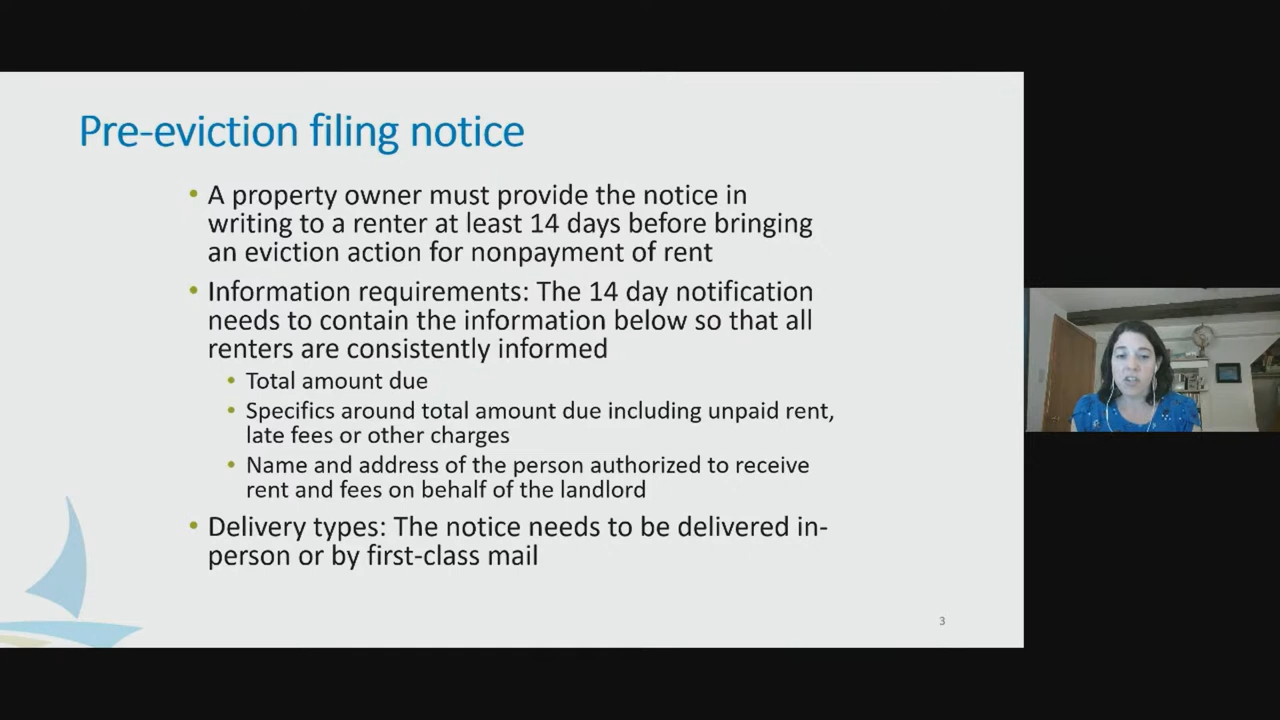 Pre-eviction filing notice
• A property owner must provide the notice in
writing to a renter at least 14 days before bringing
an eviction action for nonpayment of rent
• Information requirements: The 14 day notification
needs to contain the information below so that all
renters are consistently informed
• Total amount due
• Specifics around total amount due including unpaid rent,
late fees or other charges
• Name and address of the person authorized to receive
rent and fees on behalf of the landlord
• Delivery types: The notice needs to be delivered in-
person or by first-class mail
3